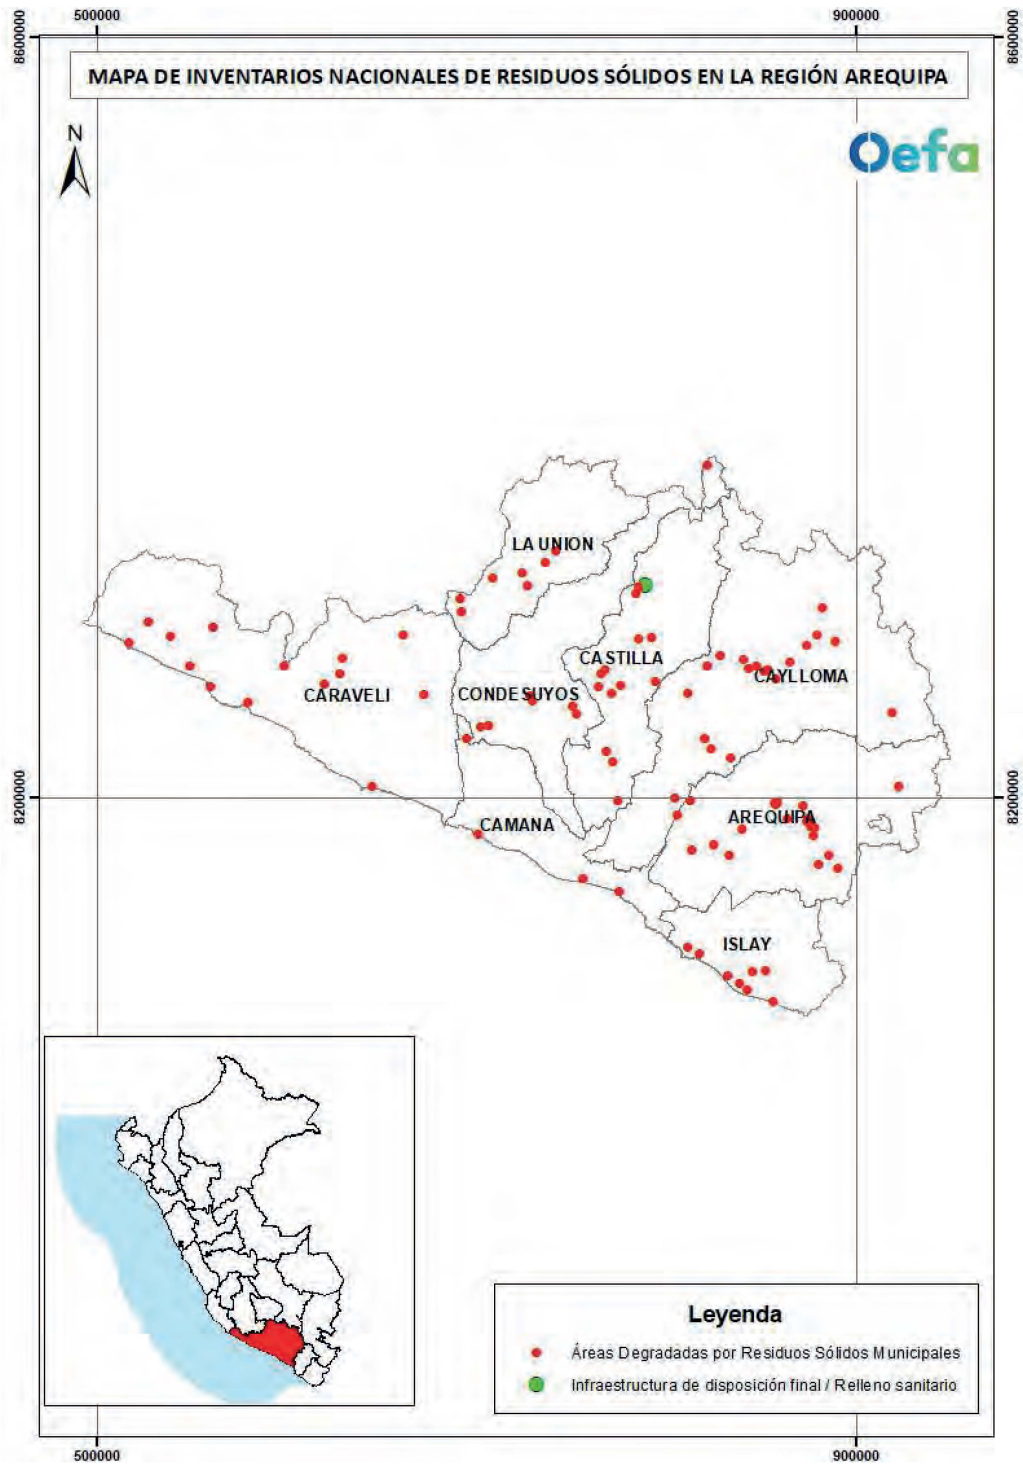 500000 900000
8600000 8600000
MAPA DE INVENTARIOS NACIONALES DE RESIDUOS SÓLIDOS EN LA REGIÓN AREQUIPA
N
Oefa
LA UNION
CASTILLA
CAYLLOMA
CARAVELI
CONDESUYOS
8200000 8200000
AREQUIPA
CAMANA
ISLAY
Leyenda
Áreas Degradadas por Residuos Sólidos Municipales
Infraestructura de disposición final / Relleno sanitario
500000 900000